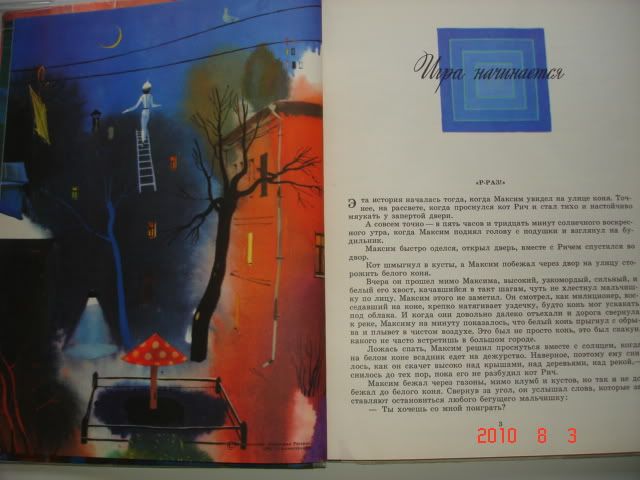 Игра начинается
«Р-РАЗ!»
Эта история началась тогда, когда Максим увидел на улице коня. Точ-
нее, на рассвете, когда проснулся кот Рич и стал тихо и настойчиво
мяукать у запертой двери.
А совсем точно — в пять часов и тридцать минут солнечного воскрес-
ного утра, когда Максим поднял голову с подушки и взглянул на бу-
дильник.
Максим быстро оделся, открыл дверь, вместе с Ричем спустился во
двор.
Кот шмыгнул в кусты, а Максим побежал через двор на улицу сто-
рожить белого коня.
Вчера он прошел мимо Максима, высокий, узкомордый, сильный, и
белый его хвост, качавшийся в такт шагам, чуть не хлестнул мальчиш-
ку по лицу. Максим этого не заметил. Он смотрел, как милиционер, вос-
седавший на коне, крепко натягивает уздечку, будто конь мог ускакать
под облака. И когда они довольно далеко отъехали и дорога свернула
к реке, Максиму на минуту показалось, что белый конь прыгнул с обры-
ва и плывет в чистом воздухе. Это был не просто конь, это был скакун
какого не часто встретишь в большом городе.
Ложась спать, Максим решил проснуться вместе с солнцем, когда
на белом коне всадник едет на дежурство. Наверное, поэтому ему сни-
лось, как он скачет высоко над крышами, над деревьями, над рекой,—
снилось до тех пор, пока его не разбудил кот Рич.
Максим бежал через газоны, мимо клумб и кустов, но так и не до
бежал до белого коня. Свернув за угол, он услышал слова, которые за
ставляют остановиться любого бегущего мальчишку:
— Ты хочешь со мной поиграть?
3
2010 8 3